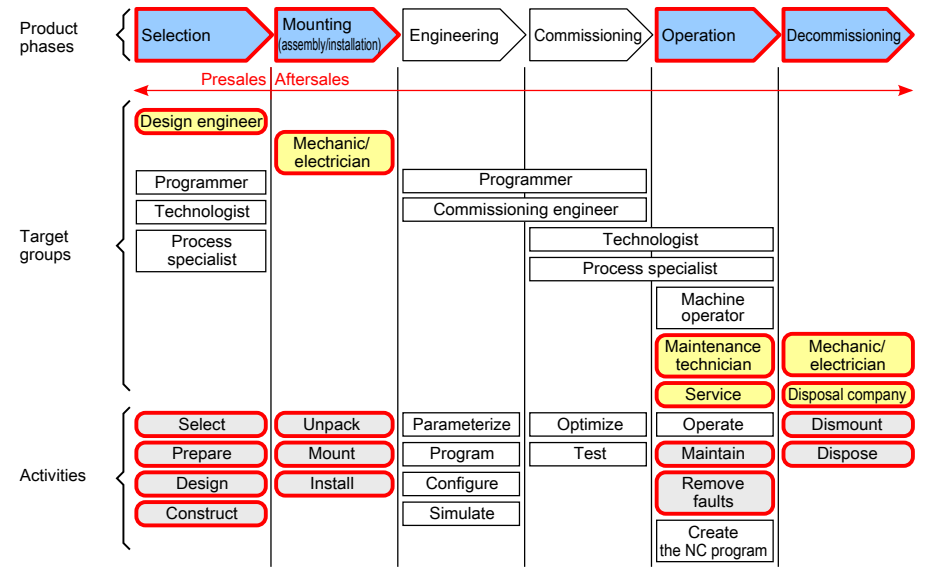 Product
phases
Selection
Mounting
(assembly/installation)
Engineering
Commissioning
Operation
Decommissioning
Presales
Aftersales
Target
groups
Design engineer
Mechanic/
electrician
Programmer
Programmer
Technologist
Commissioning engineer
Process
specialist
Technologist
Process specialist
Machine
operator
Maintenance
technician
Mechanic/
electrician
Service
Disposal company
Activities
Select
Unpack
Parameterize
Optimize
Operate
Dismount
Prepare
Mount
Program
Test
Maintain
Dispose
Design
Install
Configure
Remove
faults
Construct
Simulate
Create
the NC program